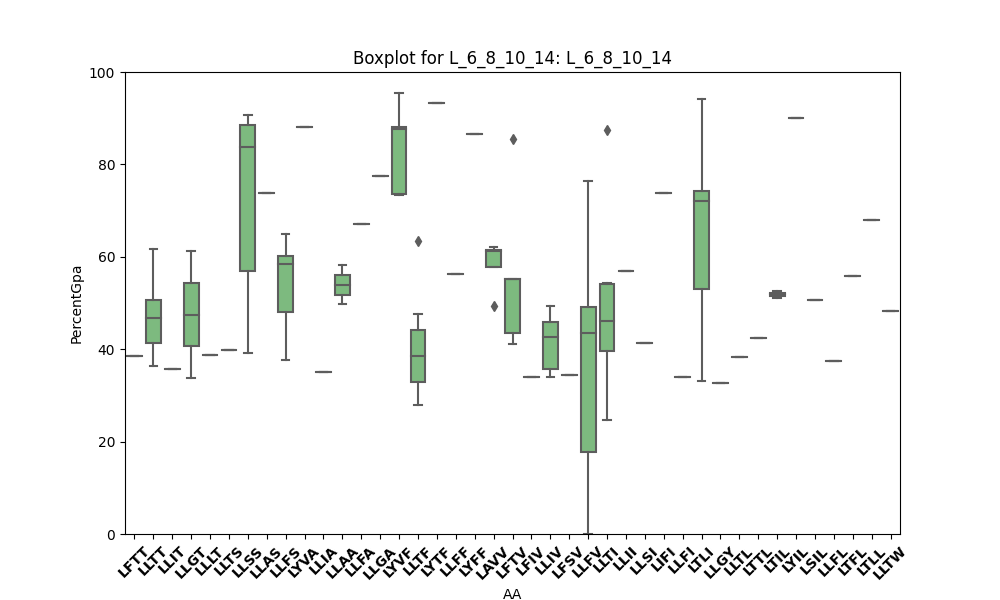 Boxplot for L_6_8_10_14: L_6_8_10_14
100
80
60
40
20
0
PercentGpa
LFTT LLTT LLIT LLGT LLLT LLTS LLSS LLAS LLFS LYVA LLIA LLAA LLFA LLGA LYVF LLTF LYTF LLFF LYFF LAVV LFTV LFIV LLIV LFSV LLFV LLTI LLII LLSI LIFI LLFI LTLI LLGY LLTL LTTL LTIL LYIL LSIL LLFL LTFL LTLL LLTW
AA